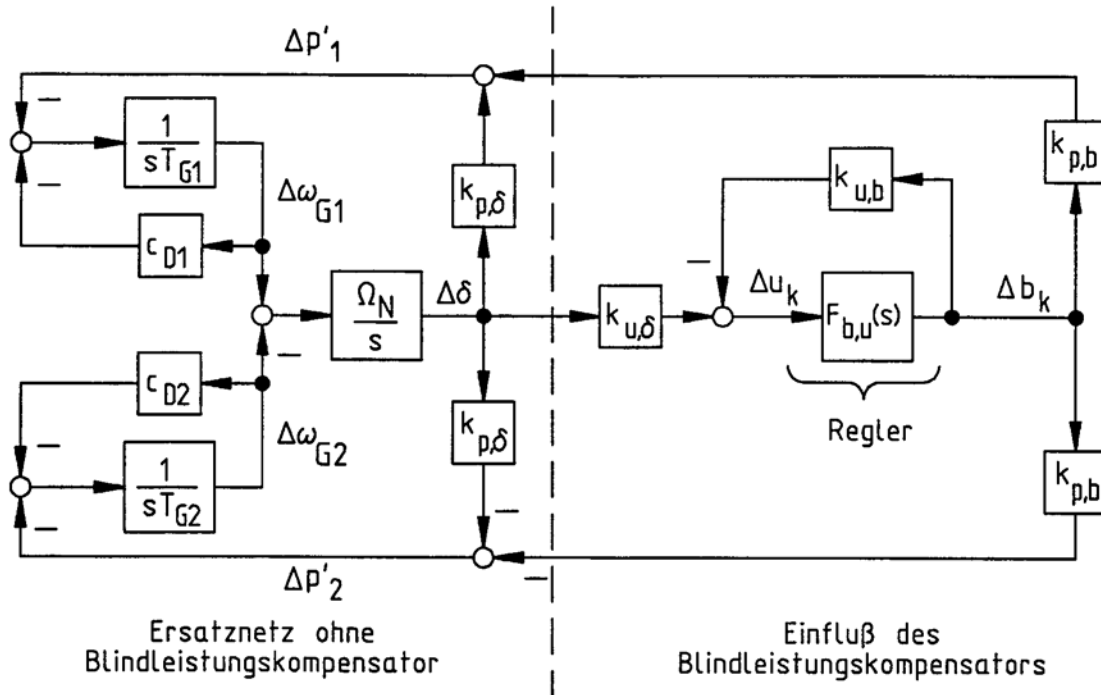 Δp'₁
−
1
sT_G1
−
Δω_G1
c_D1
k_p,δ
k_u,b
k_p,b
−
Ω_N
s
Δδ
k_u,δ
Δu_k
F_b,u(s)
Δb_k
−
c_D2
k_p,δ
Regler
−
1
sT_G2
Δω_G2
−
−
k_p,b
Δp'₂
−
Ersatznetz ohne
Blindleistungskompensator
Einfluß des
Blindleistungskompensators